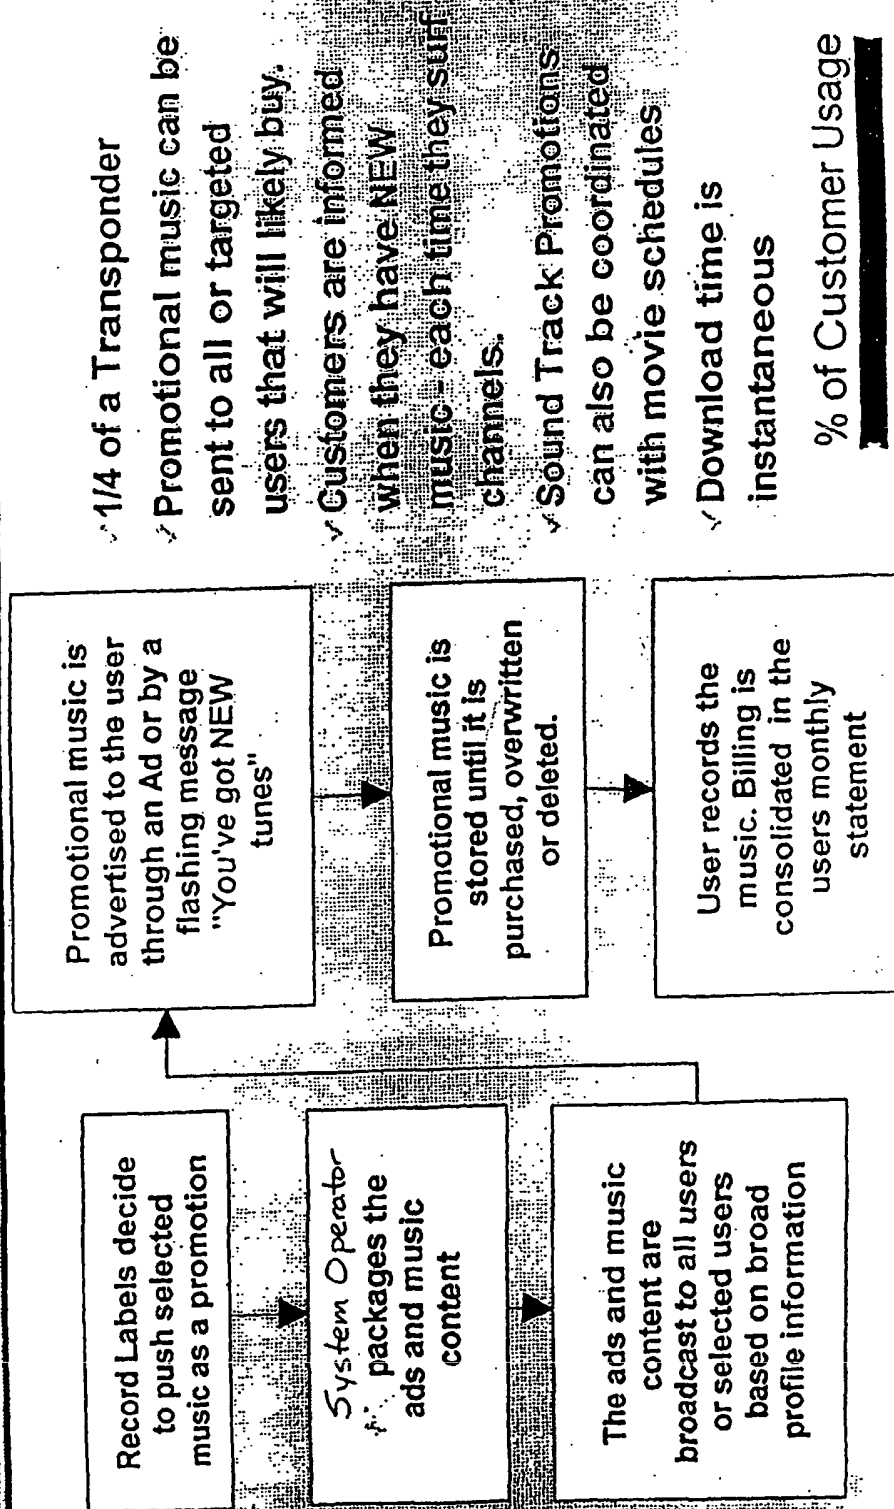 Record Labels decide
to push selected
music as a promotion
System Operator
packages the
ads and music
content
The ads and music
content are
broadcast to all users
or selected users
based on broad
profile information
Promotional music is
advertised to the user
through an Ad or by a
flashing message
"You've got NEW
tunes"
Promotional music is
stored until it is
purchased, overwritten
or deleted.
User records the
music. Billing is
consolidated in the
users monthly
statement
✓1/4 of a Transponder
✓Promotional music can be
sent to all or targeted
users that will likely buy.
✓Customers are informed
when they have NEW
music - each time they surf
channels.
✓Sound Track Promotions
can also be coordinated
with movie schedules
✓Download time is
instantaneous
% of Customer Usage